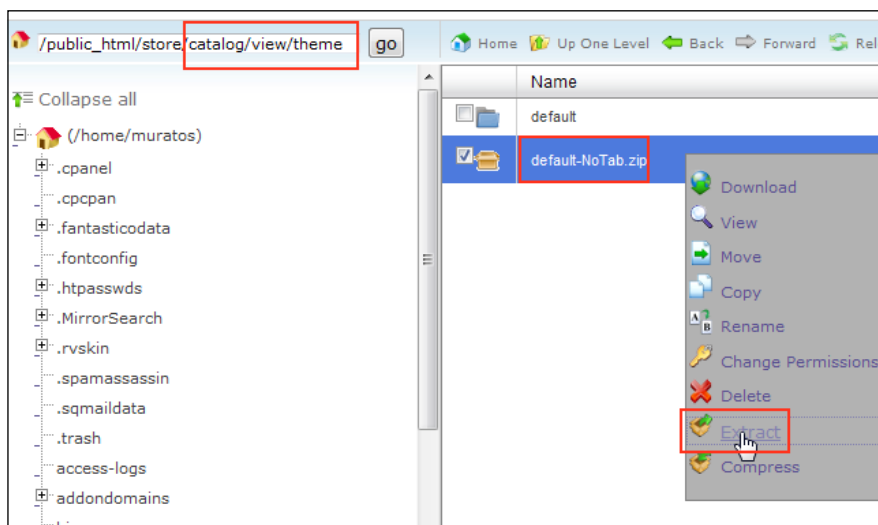 /public_html/store/catalog/view/theme go
Home Up One Level Back Forward Rel
Collapse all
(/home/muratos)
.cpanel
.cpcpan
.fantasticodata
.fontconfig
.htpasswds
.MirrorSearch
.rvskin
.spamassassin
.sqmaildata
.trash
access-logs
addondomains
Name
default
default-NoTab.zip
Download
View
Move
Copy
Rename
Change Permissions
Delete
Extract
Compress